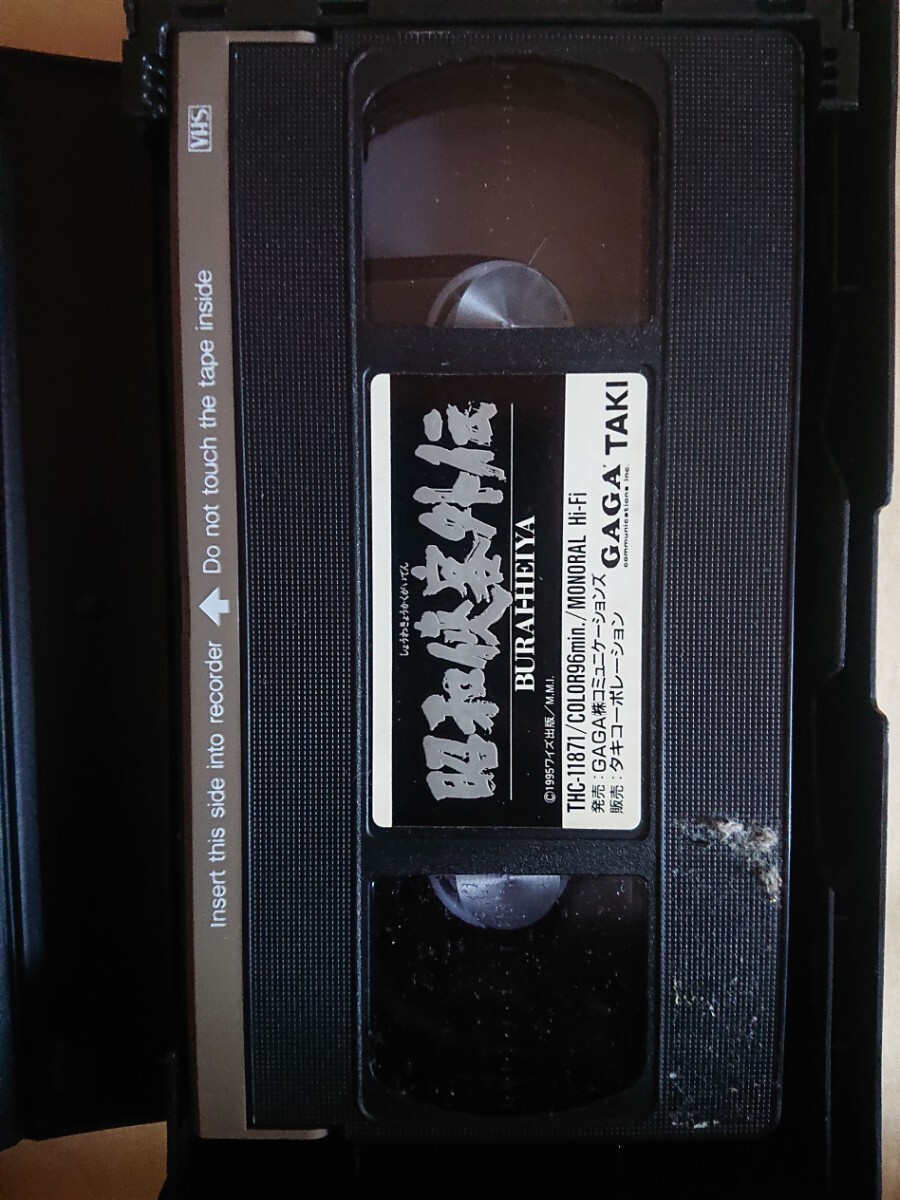 VHS
Insert this side into recorder ⬆ Do not touch the tape inside
しょうわきょうかくがいでん
昭和侠客外伝
BURAI-HEIYA
©1995ワイズ出版/M.M.I.
THC-11871/COLOR96min./MONORAL Hi-Fi
発売:GAGA株コミュニケーションズ
販売:タキコーポレーション
GAGA communications inc. TAKI